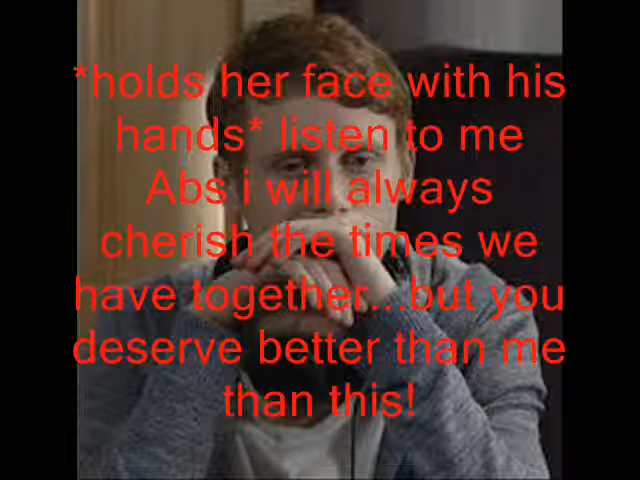 *holds her face with his
hands* listen to me
Abs i will always
cherish the times we
have together...but you
deserve better than me
than this!